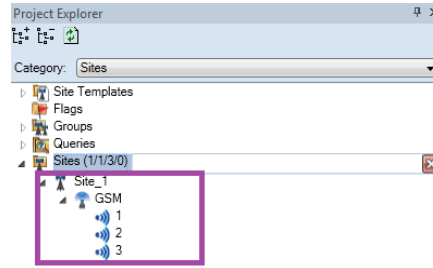 Project Explorer
Category: Sites
Site Templates
Flags
Groups
Queries
Sites (1/1/3/0)
Site_1
GSM
1
2
3